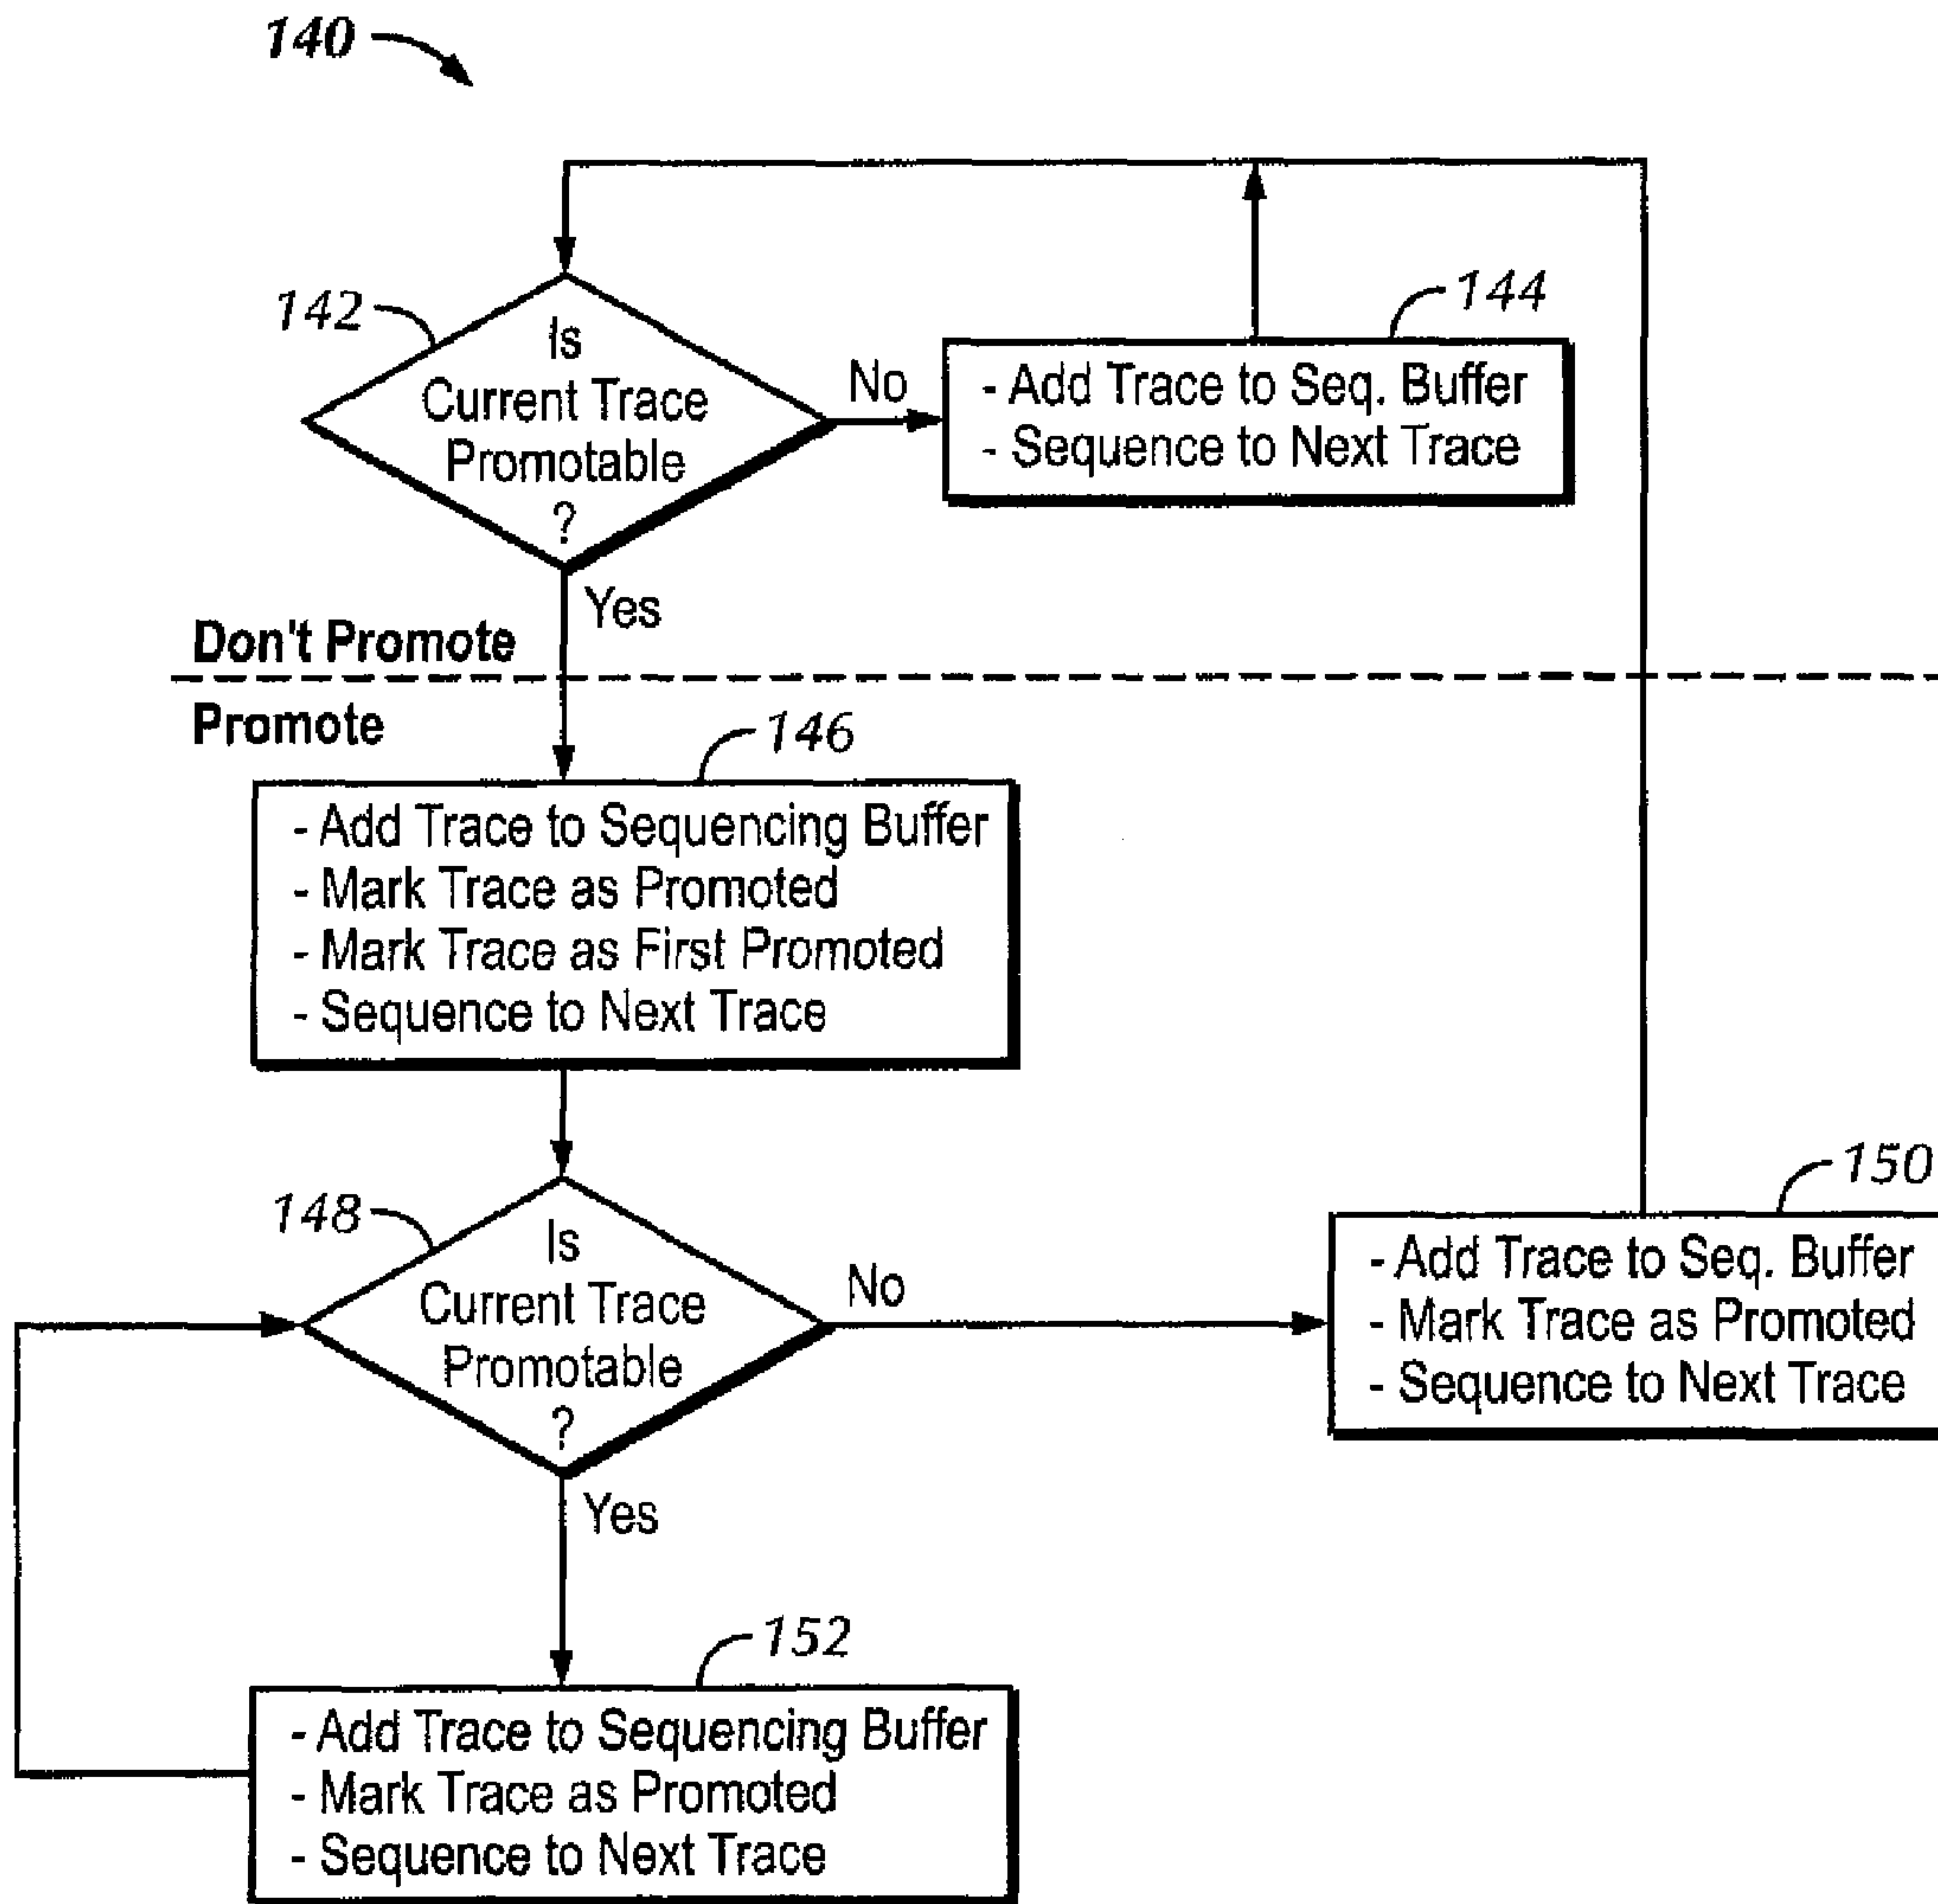 140
142
Is
Current Trace
Promotable
?
No
144
- Add Trace to Seq. Buffer
- Sequence to Next Trace
Yes
Don't Promote
Promote
146
- Add Trace to Sequencing Buffer
- Mark Trace as Promoted
- Mark Trace as First Promoted
- Sequence to Next Trace
148
Is
Current Trace
Promotable
?
No
150
- Add Trace to Seq. Buffer
- Mark Trace as Promoted
- Sequence to Next Trace
Yes
152
- Add Trace to Sequencing Buffer
- Mark Trace as Promoted
- Sequence to Next Trace